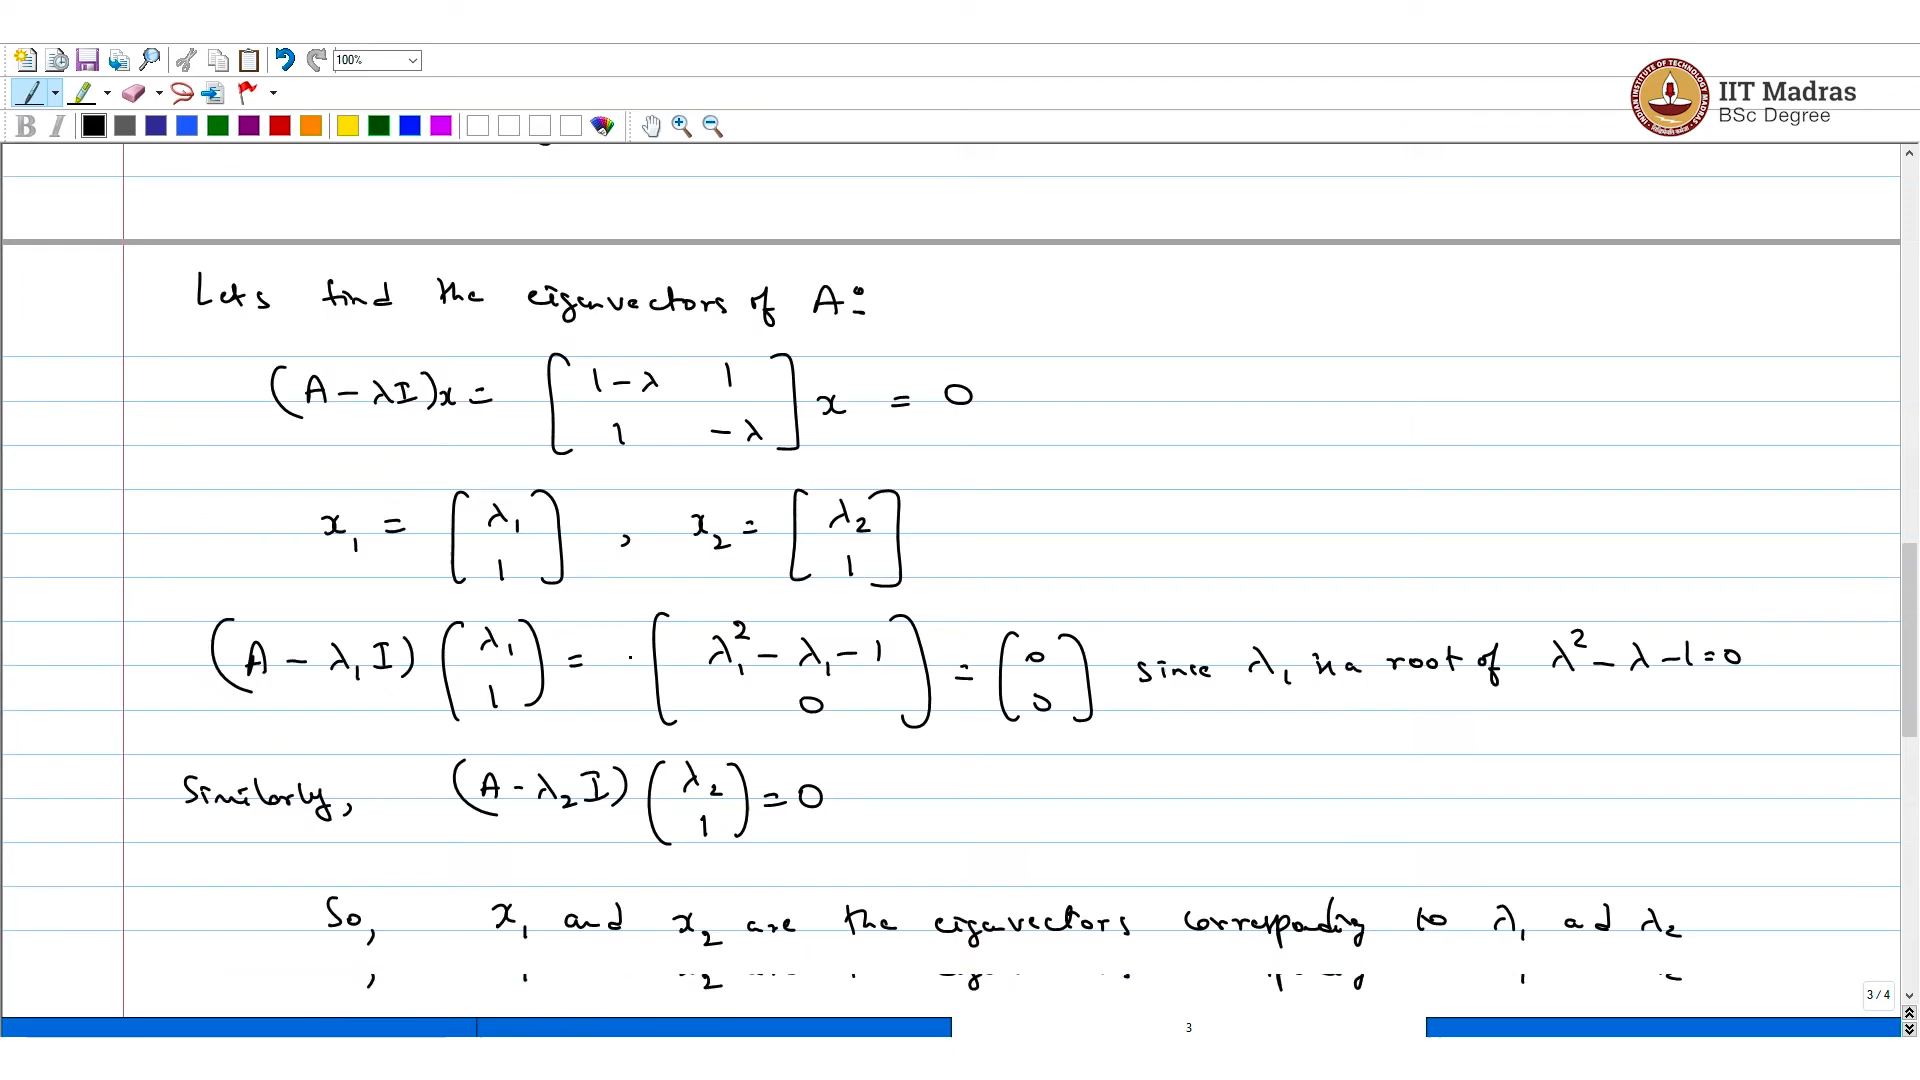 100%
B I
IIT Madras
BSc Degree
Lets find the eigenvectors of A:
(A - λI)x = [1-λ 1; 1 -λ] x = 0
x₁ = [λ₁; 1] , x₂ = [λ₂; 1]
(A - λ₁I) (λ₁; 1) = [λ₁² - λ₁ - 1; 0] = (0; 0) since λ₁ is a root of λ² - λ - 1 = 0
Similarly, (A - λ₂I) (λ₂; 1) = 0
So, x₁ and x₂ are the eigenvectors corresponding to λ₁ ad λ₂
3 / 4
3